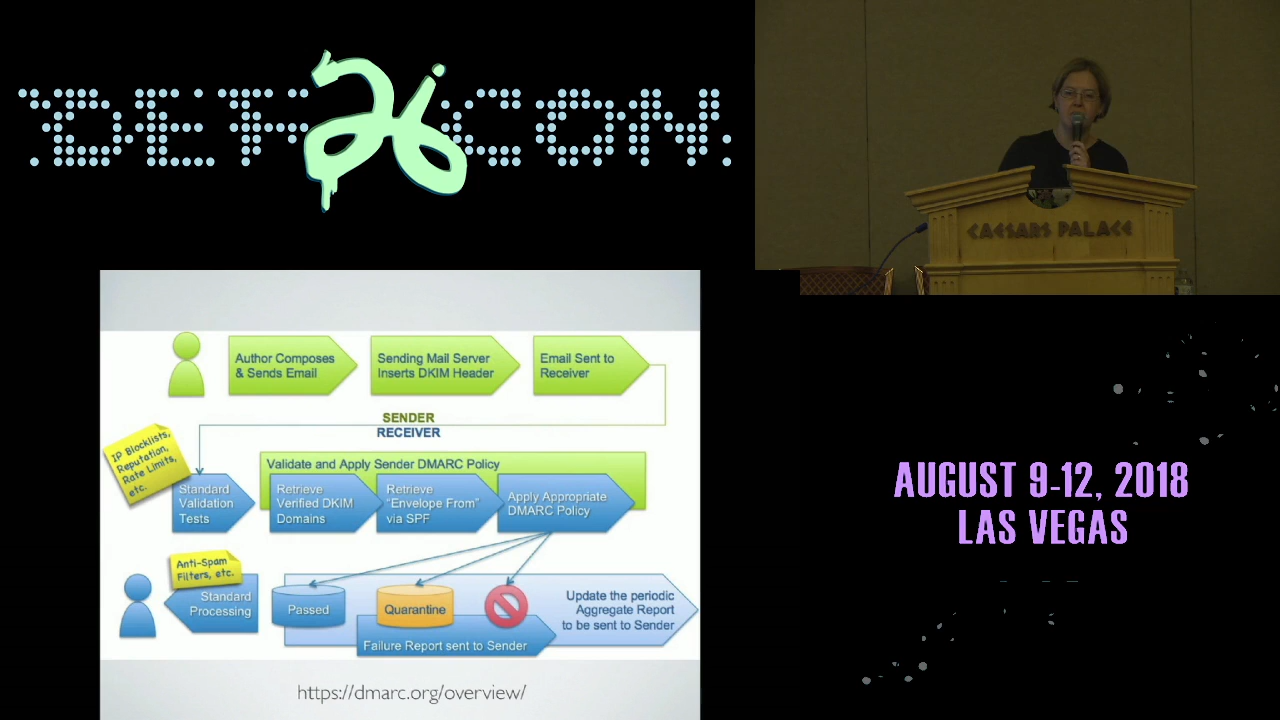 DEF 26 CON
CAESARS PALACE
Author Composes
& Sends Email
Sending Mail Server
Inserts DKIM Header
Email Sent to
Receiver
SENDER
RECEIVER
IP Blocklists,
Reputation,
Rate Limits,
etc.
Standard
Validation
Tests
Validate and Apply Sender DMARC Policy
Retrieve
Verified DKIM
Domains
Retrieve
"Envelope From"
via SPF
Apply Appropriate
DMARC Policy
Anti-Spam
Filters, etc.
Standard
Processing
Passed
Quarantine
Update the periodic
Aggregate Report
to be sent to Sender
Failure Report sent to Sender
https://dmarc.org/overview/
AUGUST 9-12, 2018
LAS VEGAS